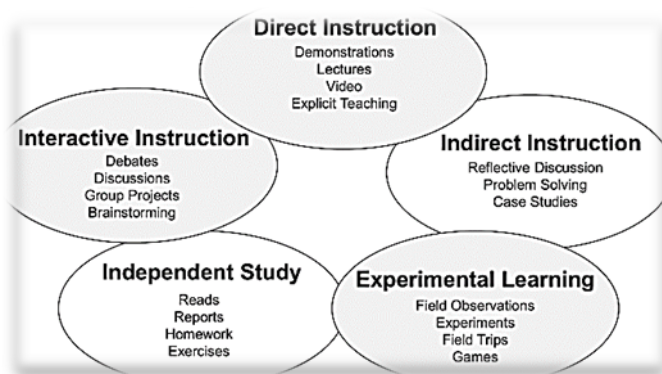 Direct Instruction
Demonstrations
Lectures
Video
Explicit Teaching
Interactive Instruction
Debates
Discussions
Group Projects
Brainstorming
Indirect Instruction
Reflective Discussion
Problem Solving
Case Studies
Independent Study
Reads
Reports
Homework
Exercises
Experimental Learning
Field Observations
Experiments
Field Trips
Games